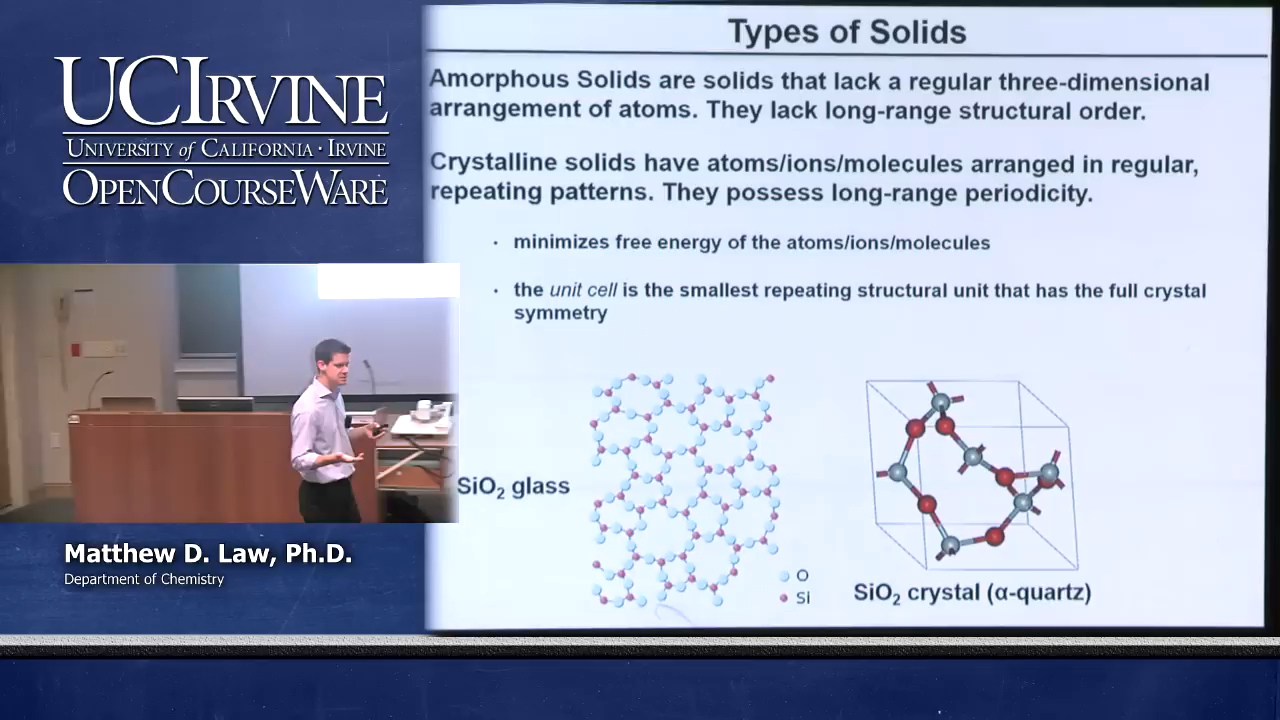 UCIRVINE
UNIVERSITY of CALIFORNIA · IRVINE
OPENCOURSEWARE
Matthew D. Law, Ph.D.
Department of Chemistry
Types of Solids
Amorphous Solids are solids that lack a regular three-dimensional
arrangement of atoms. They lack long-range structural order.
Crystalline solids have atoms/ions/molecules arranged in regular,
repeating patterns. They possess long-range periodicity.
· minimizes free energy of the atoms/ions/molecules
· the unit cell is the smallest repeating structural unit that has the full crystal
symmetry
SiO₂ glass
O
Si
SiO₂ crystal (α-quartz)